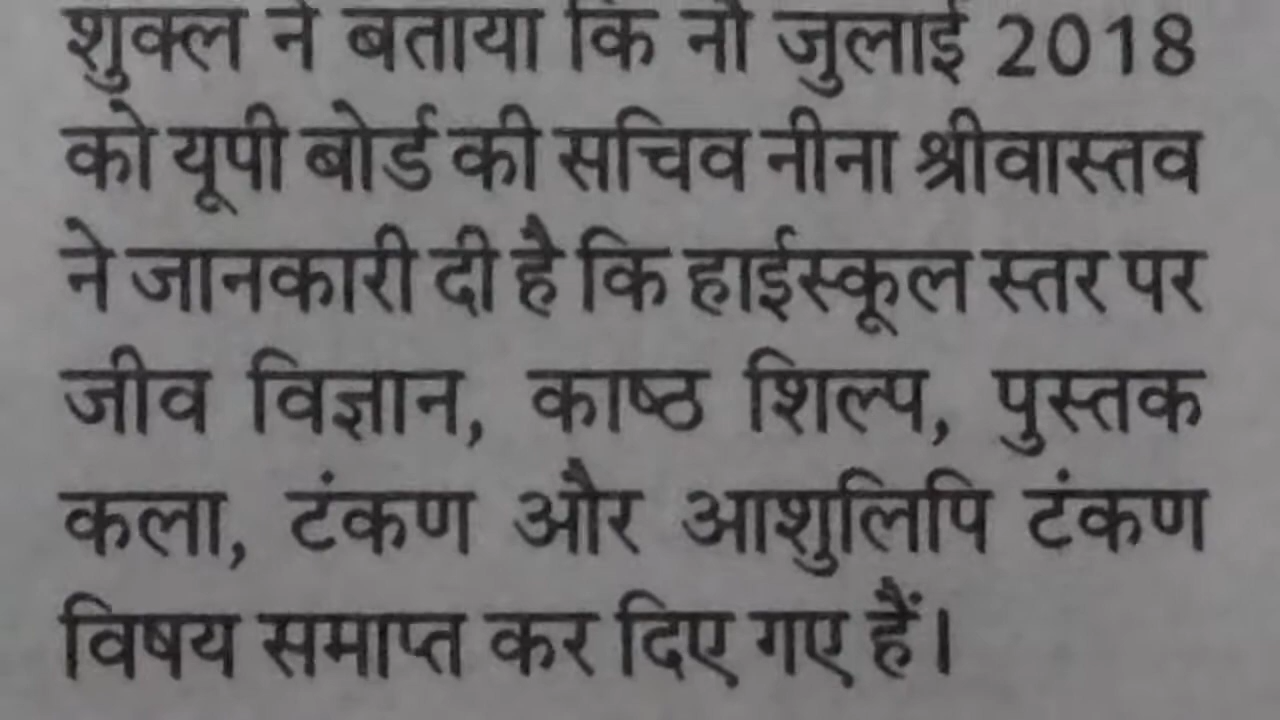 शुक्ल ने बताया कि नौ जुलाई 2018
को यूपी बोर्ड की सचिव नीना श्रीवास्तव
ने जानकारी दी है कि हाईस्कूल स्तर पर
जीव विज्ञान, काष्ठ शिल्प, पुस्तक
कला, टंकण और आशुलिपि टंकण
विषय समाप्त कर दिए गए हैं।